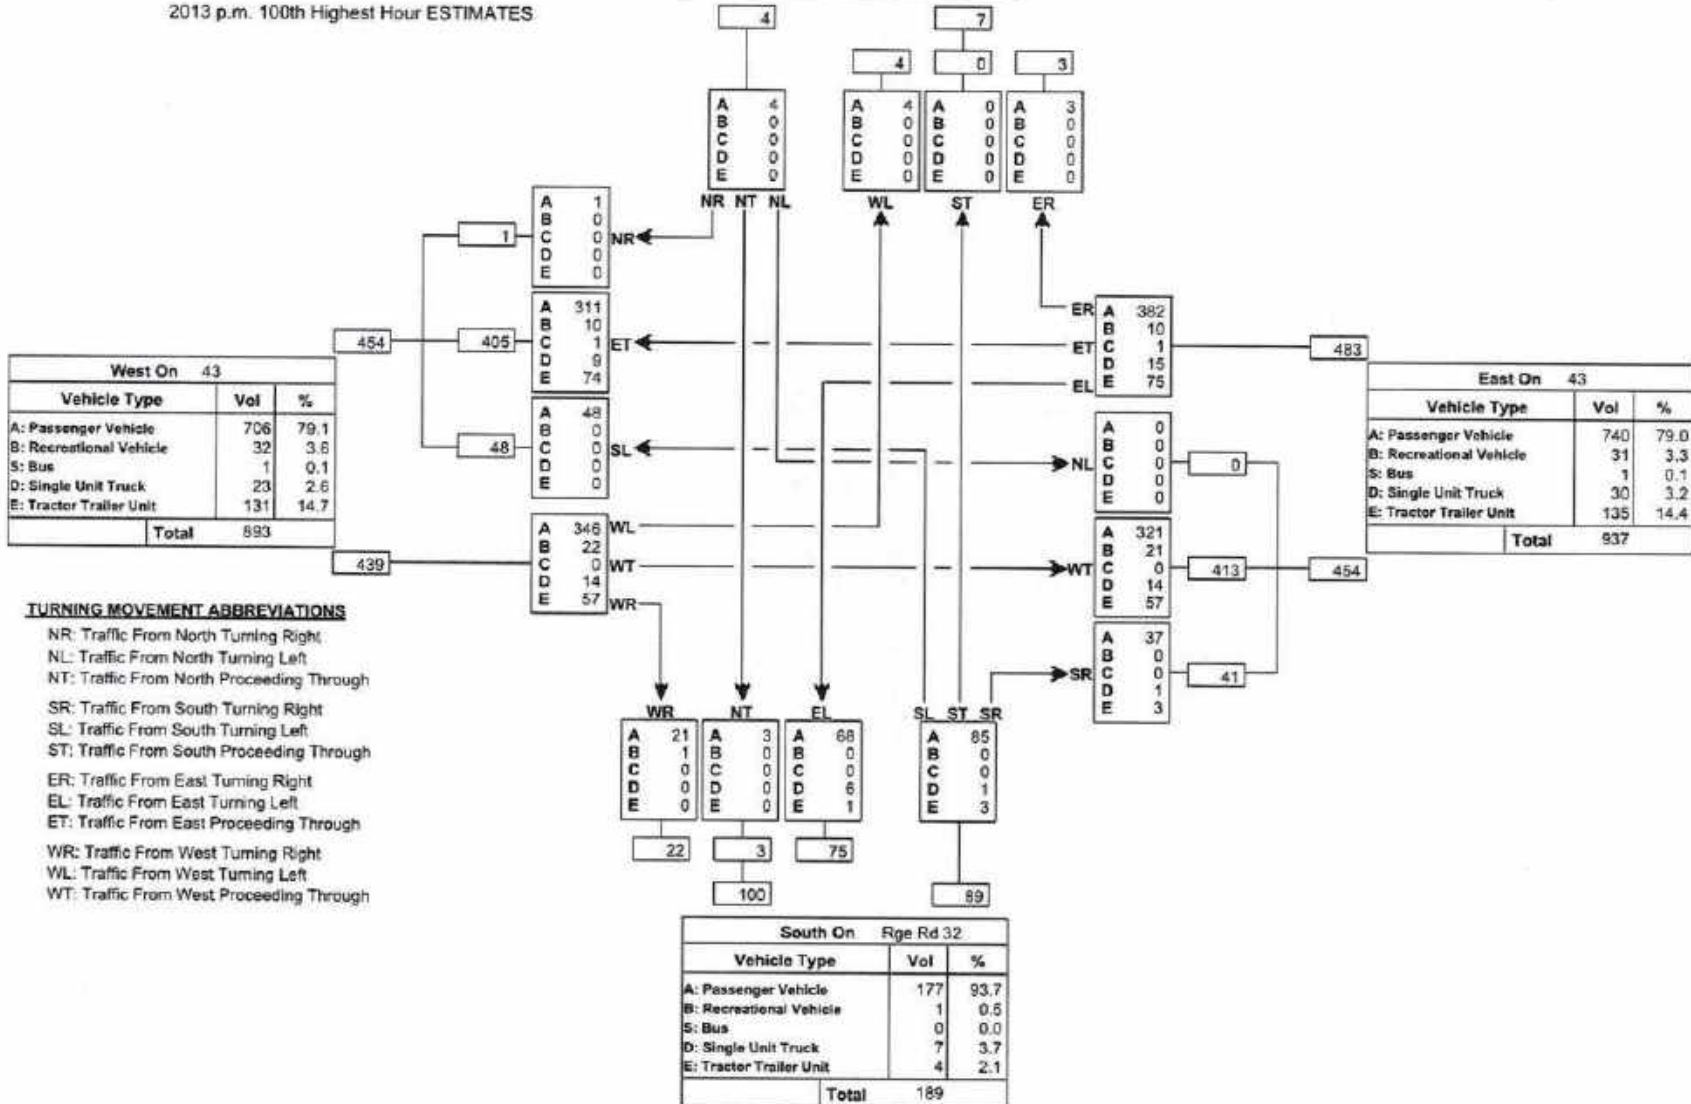 2013 p.m. 100th Highest Hour ESTIMATES
4
7
4 0 3
A 4
B 0
C 0
D 0
E 0
A 4
B 0
C 0
D 0
E 0
A 0
B 0
C 0
D 0
E 0
A 3
B 0
C 0
D 0
E 0
NR NT NL
WL ST ER
A 1
B 0
C 0
D 0
E 0
1
NR
A 311
B 10
C 1
D 9
E 74
454 405
ET
A 48
B 0
C 0
D 0
E 0
48
SL
A 346
B 22
C 0
D 14
E 57
439
WL
WT
WR
West On 43
Vehicle Type Vol %
A: Passenger Vehicle 706 79.1
B: Recreational Vehicle 32 3.6
S: Bus 1 0.1
D: Single Unit Truck 23 2.6
E: Tractor Trailer Unit 131 14.7
Total 893
ER
ET
EL
A 382
B 10
C 1
D 15
E 75
483
NL
A 0
B 0
C 0
D 0
E 0
0
WT
A 321
B 21
C 0
D 14
E 57
413 454
SR
A 37
B 0
C 0
D 1
E 3
41
East On 43
Vehicle Type Vol %
A: Passenger Vehicle 740 79.0
B: Recreational Vehicle 31 3.3
S: Bus 1 0.1
D: Single Unit Truck 30 3.2
E: Tractor Trailer Unit 135 14.4
Total 937
TURNING MOVEMENT ABBREVIATIONS
NR: Traffic From North Turning Right
NL: Traffic From North Turning Left
NT: Traffic From North Proceeding Through
SR: Traffic From South Turning Right
SL: Traffic From South Turning Left
ST: Traffic From South Proceeding Through
ER: Traffic From East Turning Right
EL: Traffic From East Turning Left
ET: Traffic From East Proceeding Through
WR: Traffic From West Turning Right
WL: Traffic From West Turning Left
WT: Traffic From West Proceeding Through
WR NT EL
SL ST SR
A 21
B 1
C 0
D 0
E 0
A 3
B 0
C 0
D 0
E 0
A 68
B 0
C 0
D 6
E 1
A 85
B 0
C 0
D 1
E 3
22 3 75
100 89
South On Rge Rd 32
Vehicle Type Vol %
A: Passenger Vehicle 177 93.7
B: Recreational Vehicle 1 0.5
S: Bus 0 0.0
D: Single Unit Truck 7 3.7
E: Tractor Trailer Unit 4 2.1
Total 189